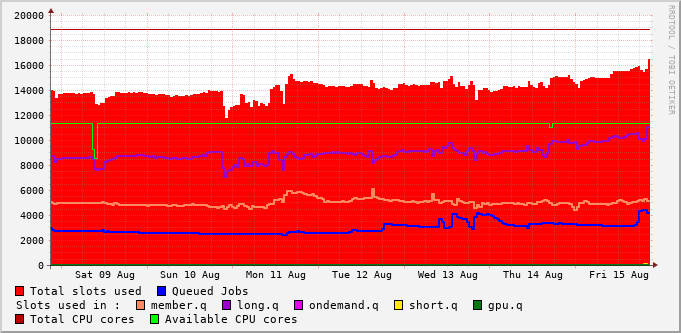 20000
18000
16000
14000
12000
10000
8000
6000
4000
2000
0
Sat 09 Aug Sun 10 Aug Mon 11 Aug Tue 12 Aug Wed 13 Aug Thu 14 Aug Fri 15 Aug
RRDTOOL / TOBI OETIKER
Total slots used Queued Jobs
Slots used in : member.q long.q ondemand.q short.q gpu.q
Total CPU cores Available CPU cores